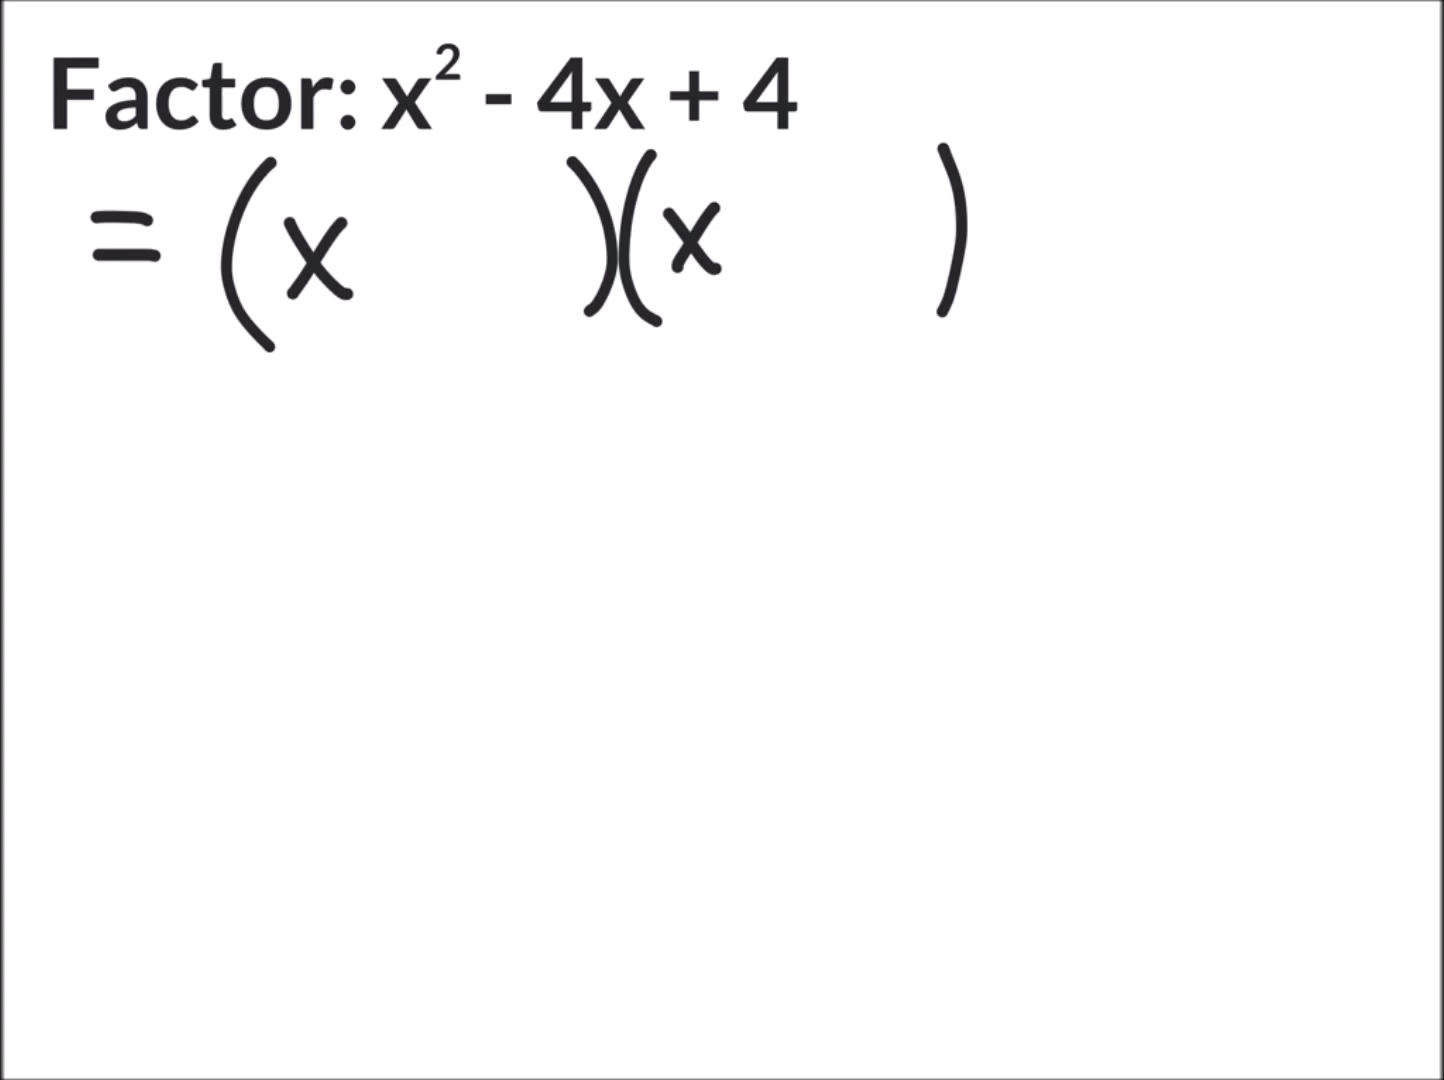 Factor: x² - 4x + 4
= (x )(x )